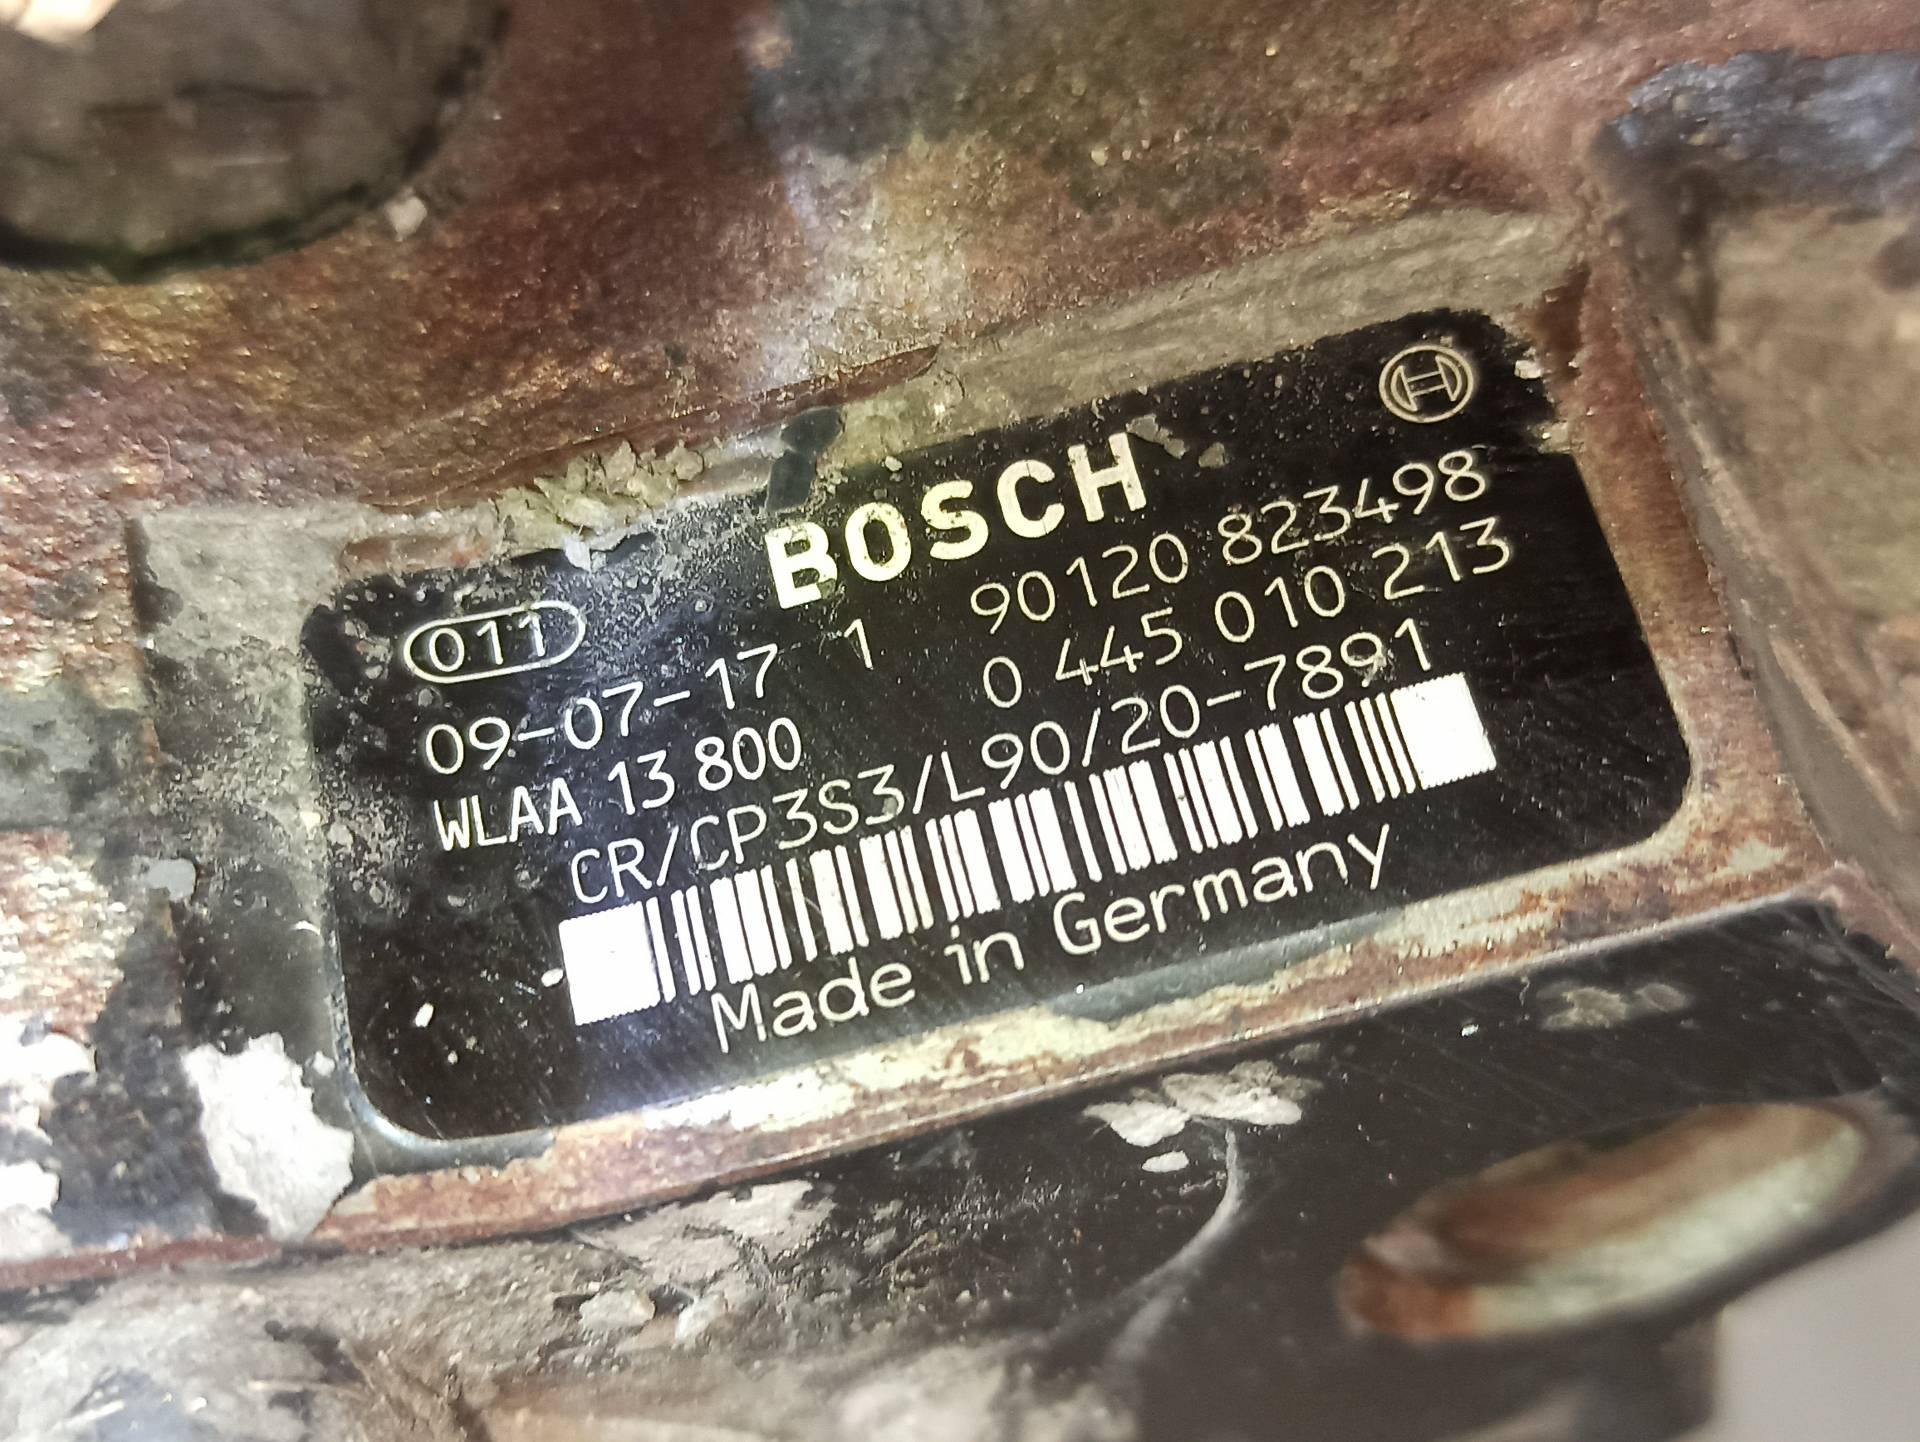 BOSCH
011
90120 823498
09-07-17 1 0 445 010 213
WLAA 13 800
CR/CP3S3/L90/20-7891
Made in Germany